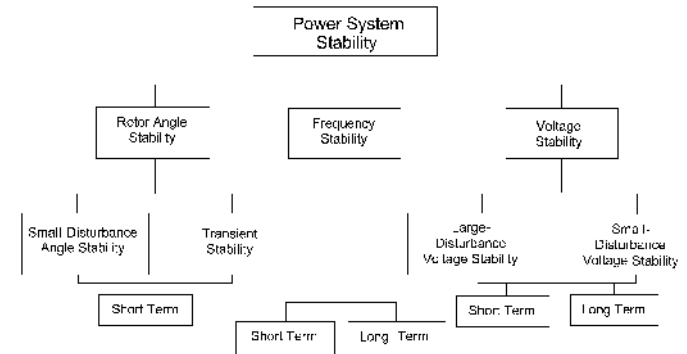 Power System
Stability
Rotor Angle
Stability
Frequency
Stability
Voltage
Stability
Small Disturbance
Angle Stability
Transient
Stability
Large-
Disturbance
Voltage Stability
Small-
Disturbance
Voltage Stability
Short Term
Short Term
Long Term
Short Term
Long Term